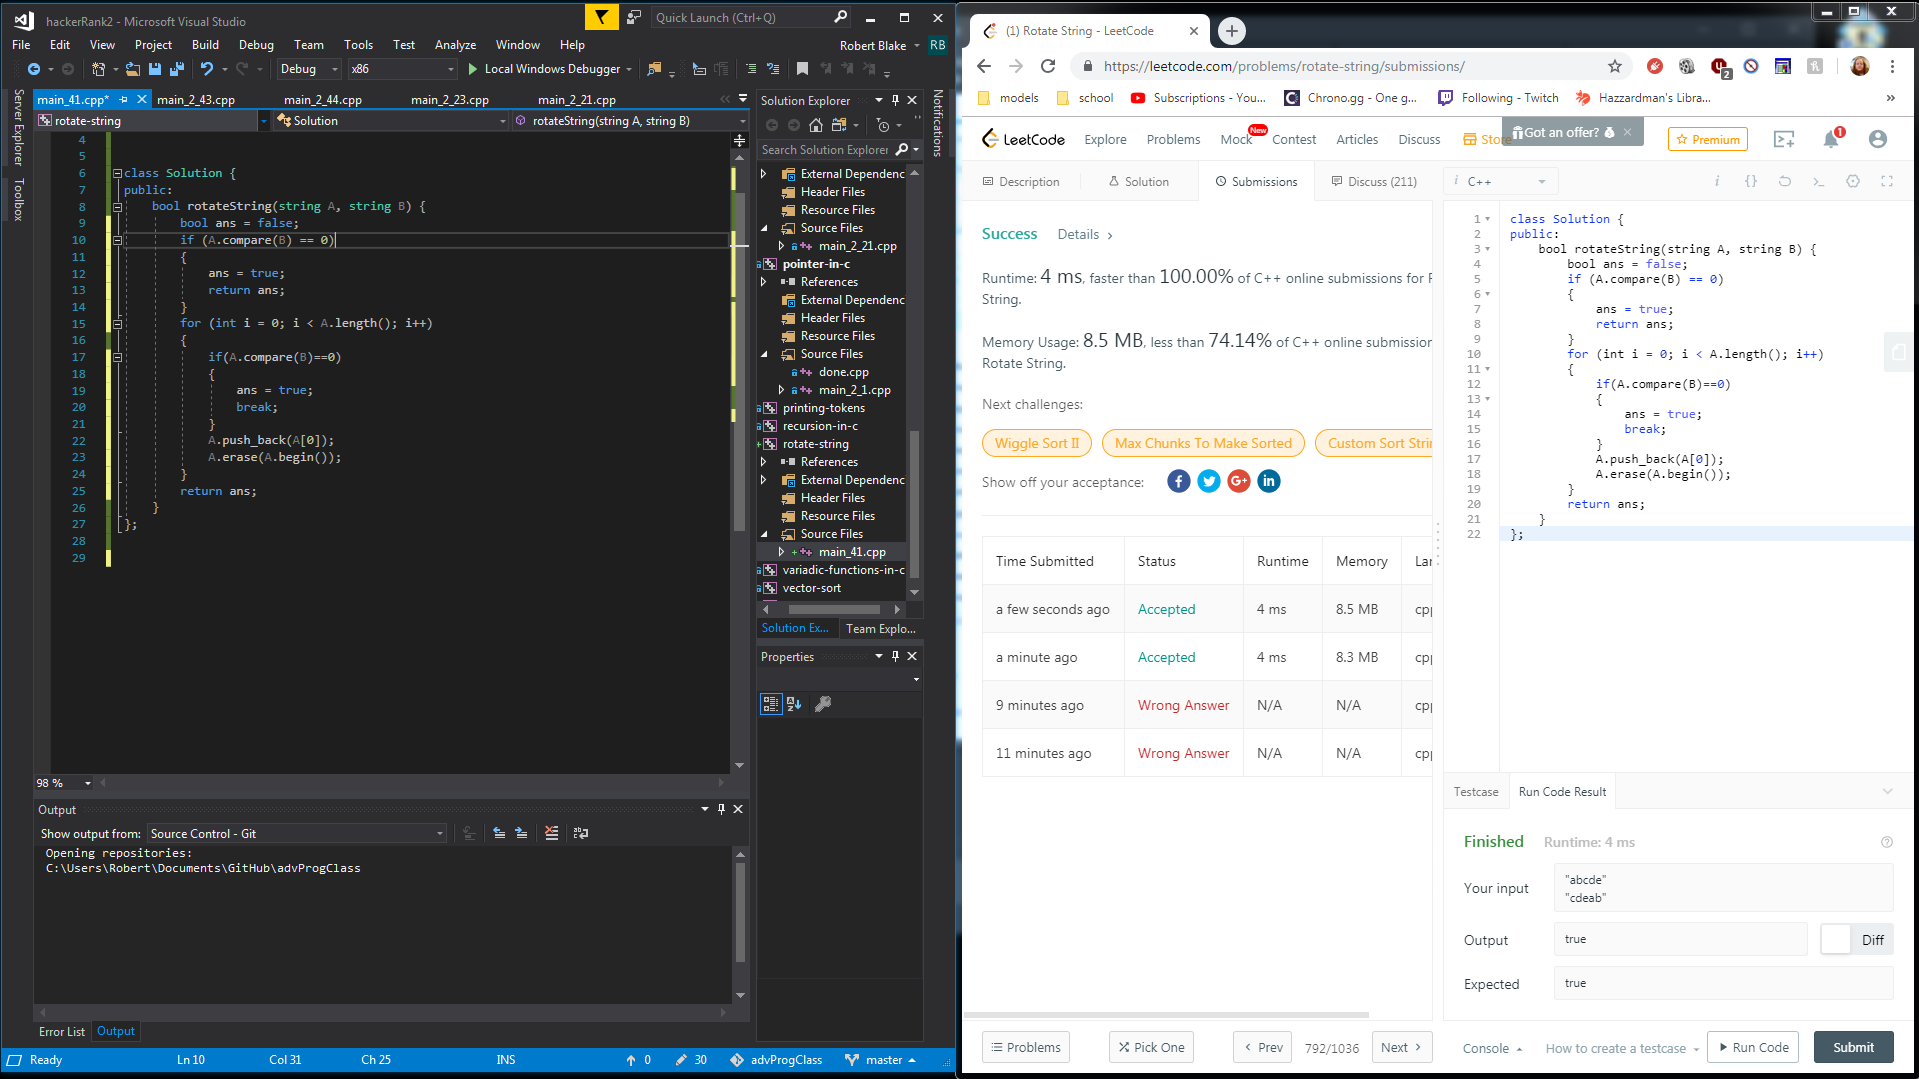 hackerRank2 - Microsoft Visual Studio
Quick Launch (Ctrl+Q)
File Edit View Project Build Debug Team Tools Test Analyze Window Help
Robert Blake RB
Debug x86 Local Windows Debugger
Server Explorer
Toolbox
main_41.cpp* main_2_43.cpp main_2_44.cpp main_2_23.cpp main_2_21.cpp
rotate-string Solution rotateString(string A, string B)
4
5
6 class Solution {
7 public:
8 bool rotateString(string A, string B) {
9 bool ans = false;
10 if (A.compare(B) == 0)
11 {
12 ans = true;
13 return ans;
14 }
15 for (int i = 0; i < A.length(); i++)
16 {
17 if(A.compare(B)==0)
18 {
19 ans = true;
20 break;
21 }
22 A.push_back(A[0]);
23 A.erase(A.begin());
24 }
25 return ans;
26 }
27 };
28
29
98 %
Output
Show output from: Source Control - Git
Opening repositories:
C:\Users\Robert\Documents\GitHub\advProgClass
Error List Output
Ready Ln 10 Col 31 Ch 25 INS 0 30 advProgClass master
Solution Explorer
Search Solution Explorer
External Dependenc
Header Files
Resource Files
Source Files
main_2_21.cpp
pointer-in-c
References
External Dependenc
Header Files
Resource Files
Source Files
done.cpp
main_2_1.cpp
printing-tokens
recursion-in-c
rotate-string
References
External Dependenc
Header Files
Resource Files
Source Files
main_41.cpp
variadic-functions-in-c
vector-sort
Solution Ex... Team Explo...
Properties
Notifications
(1) Rotate String - LeetCode
https://leetcode.com/problems/rotate-string/submissions/
2
models school Subscriptions - You... Chrono.gg - One g... Following - Twitch Hazzardman's Libra... »
LeetCode Explore Problems Mock New Contest Articles Discuss Store
Got an offer? ×
Premium 1
Description Solution Submissions Discuss (211)
C++
Success Details
Runtime: 4 ms, faster than 100.00% of C++ online submissions for R
String.
Memory Usage: 8.5 MB, less than 74.14% of C++ online submission
Rotate String.
Next challenges:
Wiggle Sort II Max Chunks To Make Sorted Custom Sort Strin
Show off your acceptance:
Time Submitted Status Runtime Memory Lan
a few seconds ago Accepted 4 ms 8.5 MB cpp
a minute ago Accepted 4 ms 8.3 MB cpp
9 minutes ago Wrong Answer N/A N/A cpp
11 minutes ago Wrong Answer N/A N/A cpp
Problems Pick One Prev 792/1036 Next
1 class Solution {
2 public:
3 bool rotateString(string A, string B) {
4 bool ans = false;
5 if (A.compare(B) == 0)
6 {
7 ans = true;
8 return ans;
9 }
10 for (int i = 0; i < A.length(); i++)
11 {
12 if(A.compare(B)==0)
13 {
14 ans = true;
15 break;
16 }
17 A.push_back(A[0]);
18 A.erase(A.begin());
19 }
20 return ans;
21 }
22 };
Testcase Run Code Result
Finished Runtime: 4 ms
Your input
"abcde"
"cdeab"
Output true Diff
Expected true
Console How to create a testcase Run Code Submit